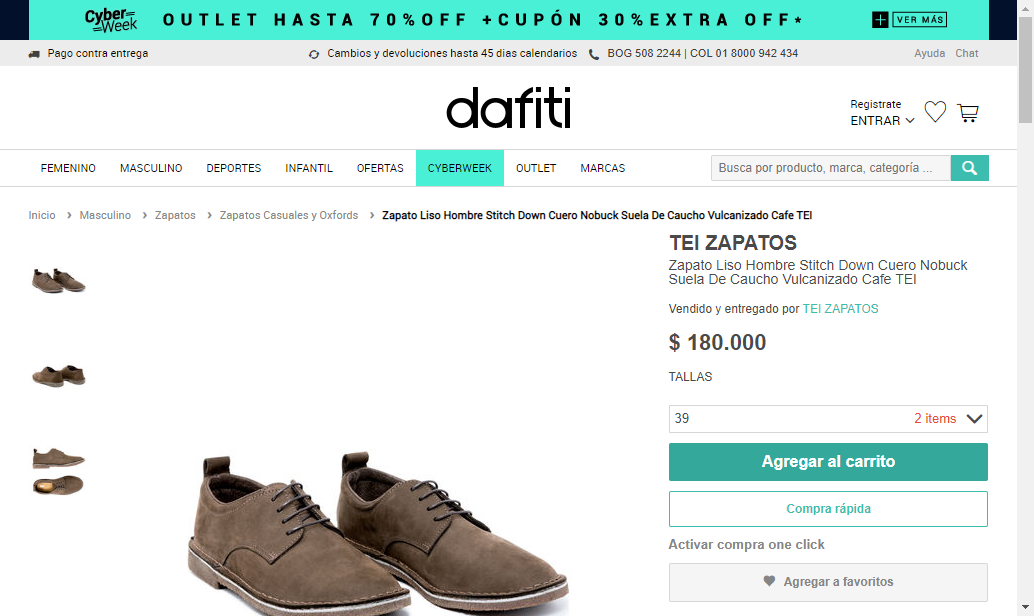 Cyber Week
OUTLET HASTA 70%OFF +CUPÓN 30%EXTRA OFF*
+ VER MÁS
Pago contra entrega
Cambios y devoluciones hasta 45 dias calendarios
BOG 508 2244 | COL 01 8000 942 434
Ayuda Chat
dafiti
Registrate
ENTRAR
FEMENINO MASCULINO DEPORTES INFANTIL OFERTAS CYBERWEEK OUTLET MARCAS
Busca por producto, marca, categoría ...
Inicio › Masculino › Zapatos › Zapatos Casuales y Oxfords › Zapato Liso Hombre Stitch Down Cuero Nobuck Suela De Caucho Vulcanizado Cafe TEI
TEI ZAPATOS
Zapato Liso Hombre Stitch Down Cuero Nobuck
Suela De Caucho Vulcanizado Cafe TEI
Vendido y entregado por TEI ZAPATOS
$ 180.000
TALLAS
39 2 items
Agregar al carrito
Compra rápida
Activar compra one click
Agregar a favoritos